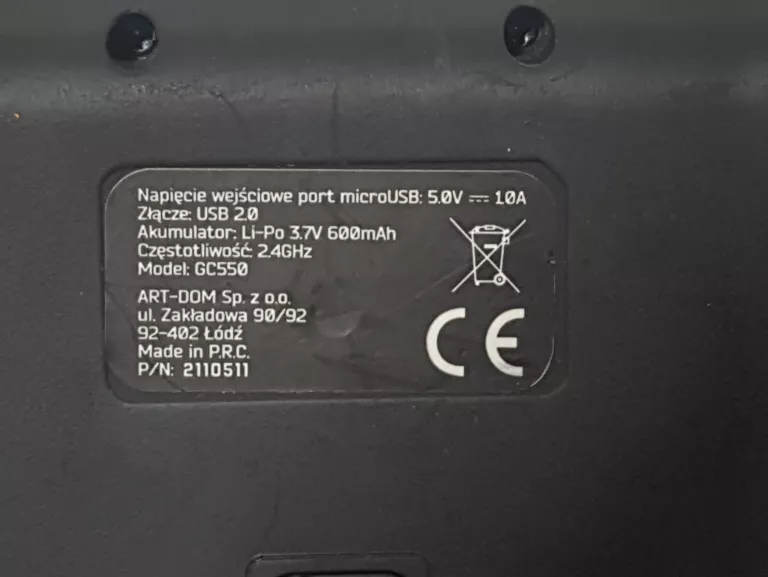 Napięcie wejściowe port microUSB: 5.0V ⎓ 1.0A
Złącze: USB 2.0
Akumulator: Li-Po 3.7V 600mAh
Częstotliwość: 2.4GHz
Model: GC550
ART-DOM Sp. z o.o.
ul. Zakładowa 90/92
92-402 Łódź
Made in P.R.C.
P/N: 2110511
CE